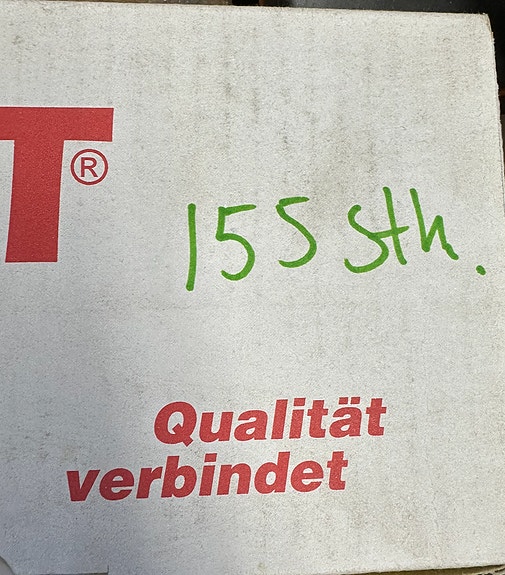 T®
155 Stk.
Qualität
verbindet